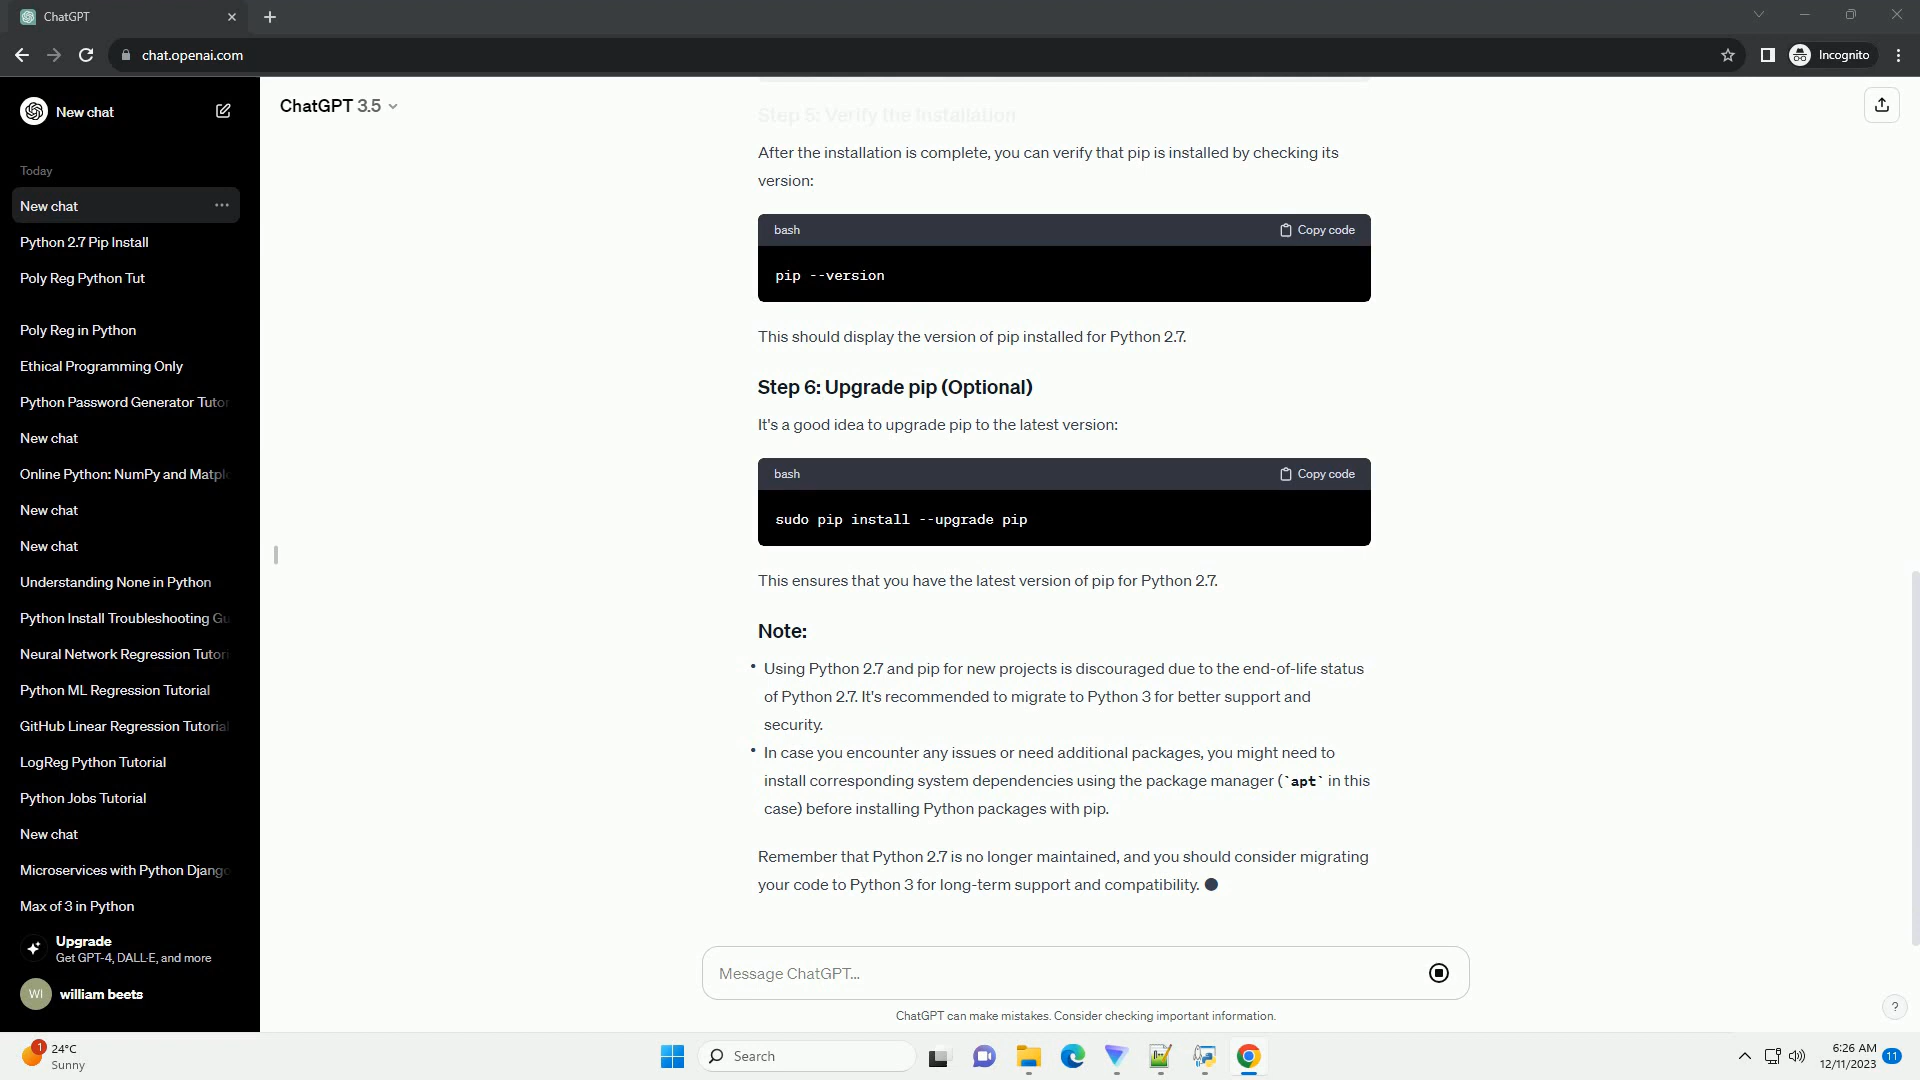 ChatGPT
chat.openai.com
Incognito
New chat
Today
New chat
Python 2.7 Pip Install
Poly Reg Python Tut
Poly Reg in Python
Ethical Programming Only
Python Password Generator Tutor
New chat
Online Python: NumPy and Matplo
New chat
New chat
Understanding None in Python
Python Install Troubleshooting Gu
Neural Network Regression Tutori
Python ML Regression Tutorial
GitHub Linear Regression Tutorial
LogReg Python Tutorial
Python Jobs Tutorial
New chat
Microservices with Python Django
Max of 3 in Python
Upgrade
Get GPT-4, DALL·E, and more
WI
william beets
ChatGPT 3.5
Step 5: Verify the Installation
After the installation is complete, you can verify that pip is installed by checking its
version:
bash Copy code
pip --version
This should display the version of pip installed for Python 2.7.
Step 6: Upgrade pip (Optional)
It's a good idea to upgrade pip to the latest version:
bash Copy code
sudo pip install --upgrade pip
This ensures that you have the latest version of pip for Python 2.7.
Note:
• Using Python 2.7 and pip for new projects is discouraged due to the end-of-life status
of Python 2.7. It's recommended to migrate to Python 3 for better support and
security.
• In case you encounter any issues or need additional packages, you might need to
install corresponding system dependencies using the package manager (`apt` in this
case) before installing Python packages with pip.
Remember that Python 2.7 is no longer maintained, and you should consider migrating
your code to Python 3 for long-term support and compatibility.
Message ChatGPT...
ChatGPT can make mistakes. Consider checking important information.
?
1
24°C
Sunny
Search
6:26 AM
12/11/2023
11